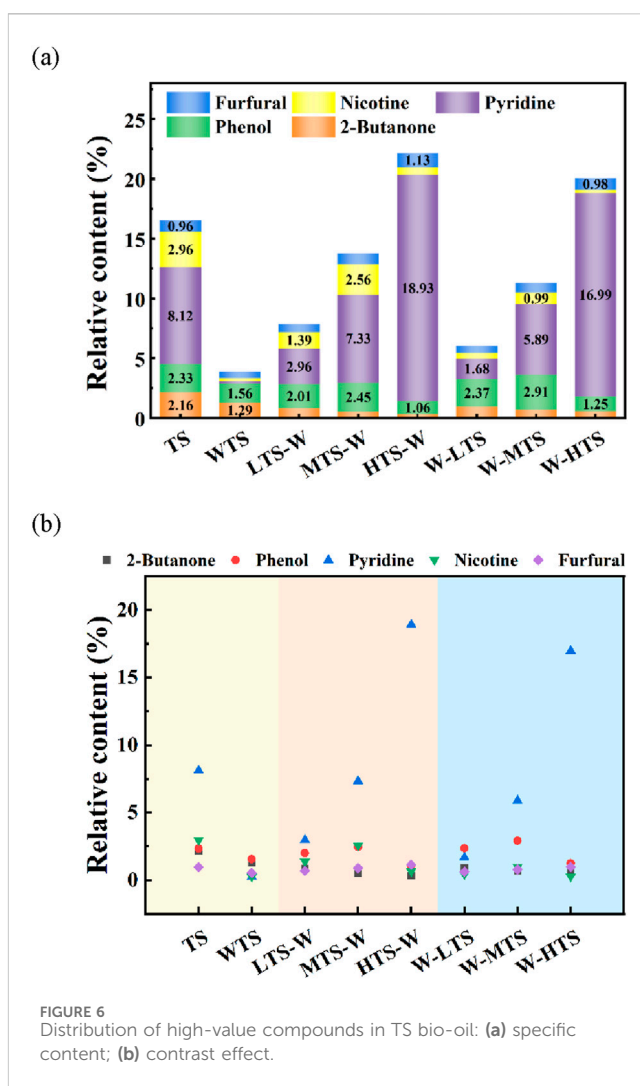 (a)
Furfural Nicotine Pyridine
Phenol 2-Butanone
Relative content (%)
25
20
15
10
5
0
0.96
2.96
8.12
2.33
2.16
1.56
1.29
1.39
2.96
2.01
2.56
7.33
2.45
1.13
18.93
1.06
1.68
2.37
0.99
5.89
2.91
0.98
16.99
1.25
TS WTS LTS-W MTS-W HTS-W W-LTS W-MTS W-HTS
(b)
2-Butanone Phenol Pyridine Nicotine Furfural
Relative content (%)
20
15
10
5
0
TS WTS LTS-W MTS-W HTS-W W-LTS W-MTS W-HTS
FIGURE 6
Distribution of high-value compounds in TS bio-oil: (a) specific
content; (b) contrast effect.